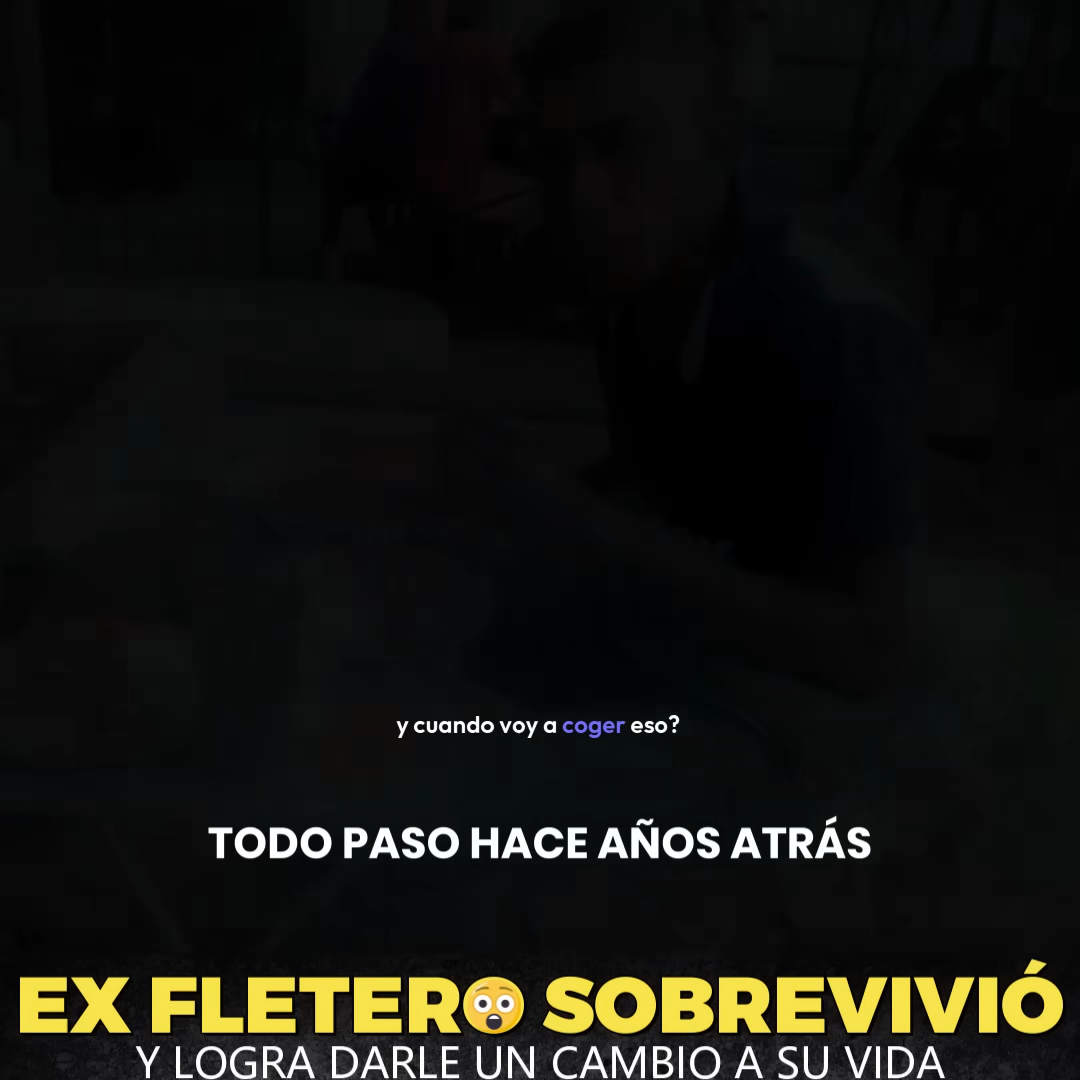 y cuando voy a coger eso?
TODO PASO HACE AÑOS ATRÁS
EX FLETERO SOBREVIVIÓ
Y LOGRA DARLE UN CAMBIO A SU VIDA